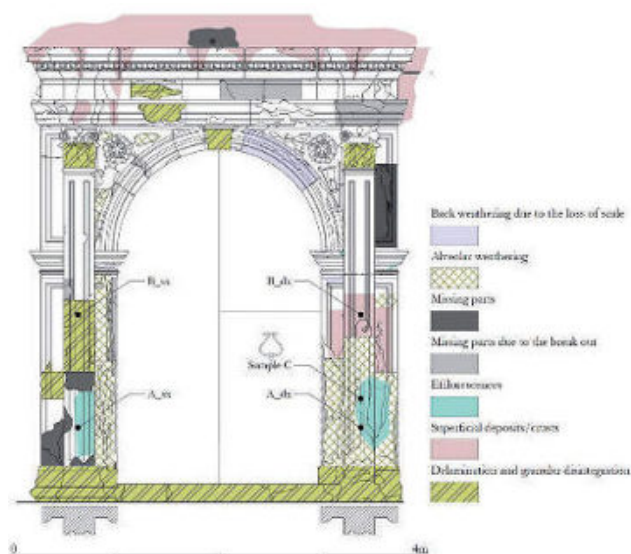 Back weathering due to the loss of scale
Alveolar weathering
Missing parts
B_sx
B_dx
Missing parts due to the break out
Sample C
Efflorescences
A_sx
A_dx
Superficial deposits/crusts
Delamination and granular disintegration
0
4m